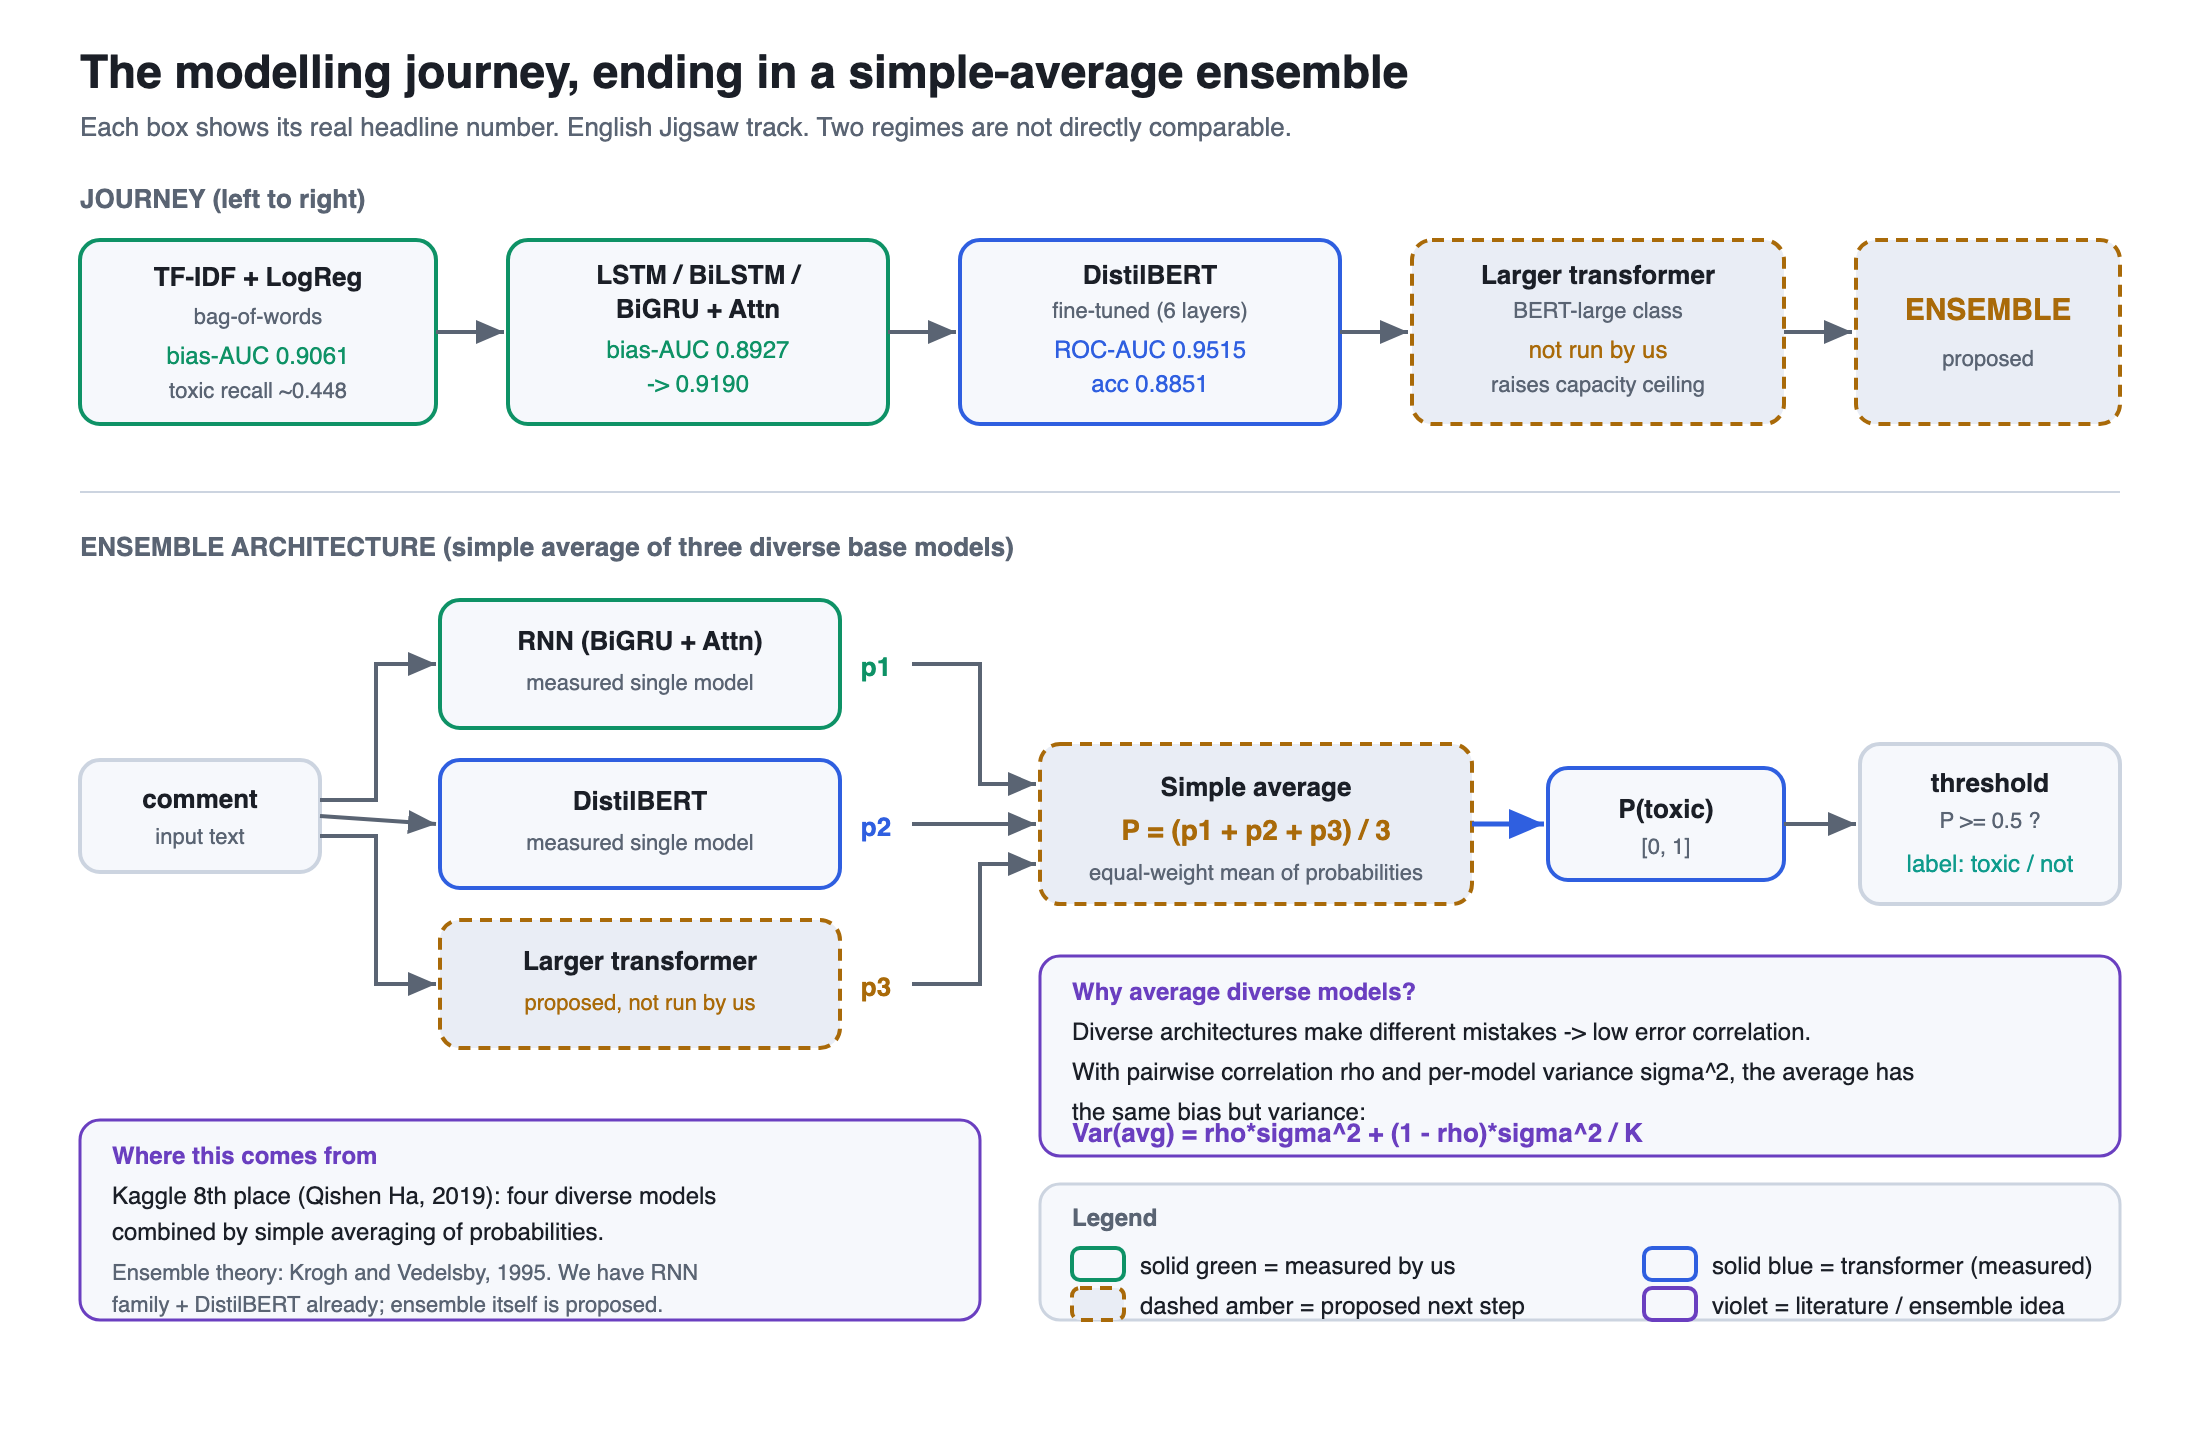 The modelling journey, ending in a simple-average ensemble
Each box shows its real headline number. English Jigsaw track. Two regimes are not directly comparable.
JOURNEY (left to right)
TF-IDF + LogReg
bag-of-words
bias-AUC 0.9061
toxic recall ~0.448
LSTM / BiLSTM /
BiGRU + Attn
bias-AUC 0.8927
-> 0.9190
DistilBERT
fine-tuned (6 layers)
ROC-AUC 0.9515
acc 0.8851
Larger transformer
BERT-large class
not run by us
raises capacity ceiling
ENSEMBLE
proposed
ENSEMBLE ARCHITECTURE (simple average of three diverse base models)
comment
input text
RNN (BiGRU + Attn)
measured single model
p1
DistilBERT
measured single model
p2
Larger transformer
proposed, not run by us
p3
Simple average
P = (p1 + p2 + p3) / 3
equal-weight mean of probabilities
P(toxic)
[0, 1]
threshold
P >= 0.5 ?
label: toxic / not
Why average diverse models?
Diverse architectures make different mistakes -> low error correlation.
With pairwise correlation rho and per-model variance sigma^2, the average has
the same bias but variance:
Var(avg) = rho*sigma^2 + (1 - rho)*sigma^2 / K
Where this comes from
Kaggle 8th place (Qishen Ha, 2019): four diverse models
combined by simple averaging of probabilities.
Ensemble theory: Krogh and Vedelsby, 1995. We have RNN
family + DistilBERT already; ensemble itself is proposed.
Legend
solid green = measured by us
solid blue = transformer (measured)
dashed amber = proposed next step
violet = literature / ensemble idea